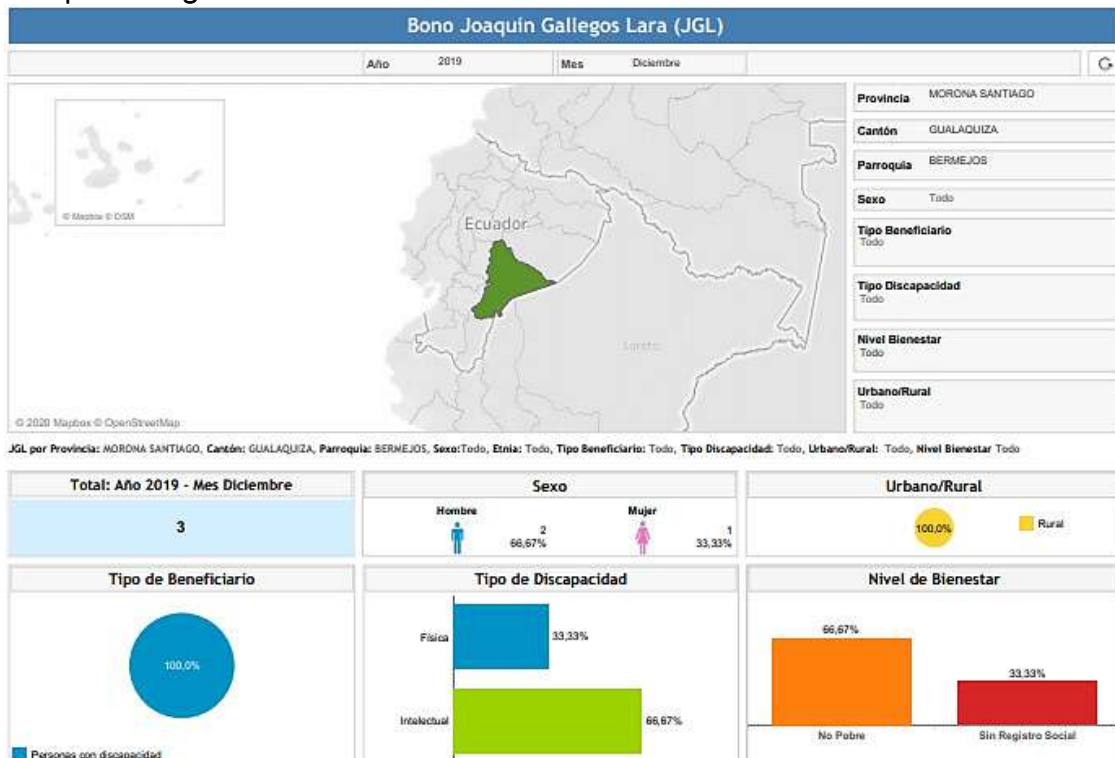 Bono Joaquín Gallegos Lara (JGL)
Año 2019 Mes Diciembre
Provincia MORONA SANTIAGO
Cantón GUALAQUIZA
Parroquia BERMEJOS
Sexo Todo
Tipo Beneficiario
Todo
Tipo Discapacidad
Todo
Nivel Bienestar
Todo
Urbano/Rural
Todo
© Mapbox © OSM
Ecuador
Loreto
© 2020 Mapbox © OpenStreetMap
JGL por Provincia: MORONA SANTIAGO, Cantón: GUALAQUIZA, Parroquia: BERMEJOS, Sexo:Todo, Etnia: Todo, Tipo Beneficiario: Todo, Tipo Discapacidad: Todo, Urbano/Rural: Todo, Nivel Bienestar Todo
Total: Año 2019 - Mes Diciembre
3
Sexo
Hombre
2
66,67%
Mujer
1
33,33%
Urbano/Rural
100,0%
Rural
Tipo de Beneficiario
100,0%
Personas con discapacidad
Tipo de Discapacidad
Física 33,33%
Intelectual 66,67%
Nivel de Bienestar
66,67%
33,33%
No Pobre
Sin Registro Social